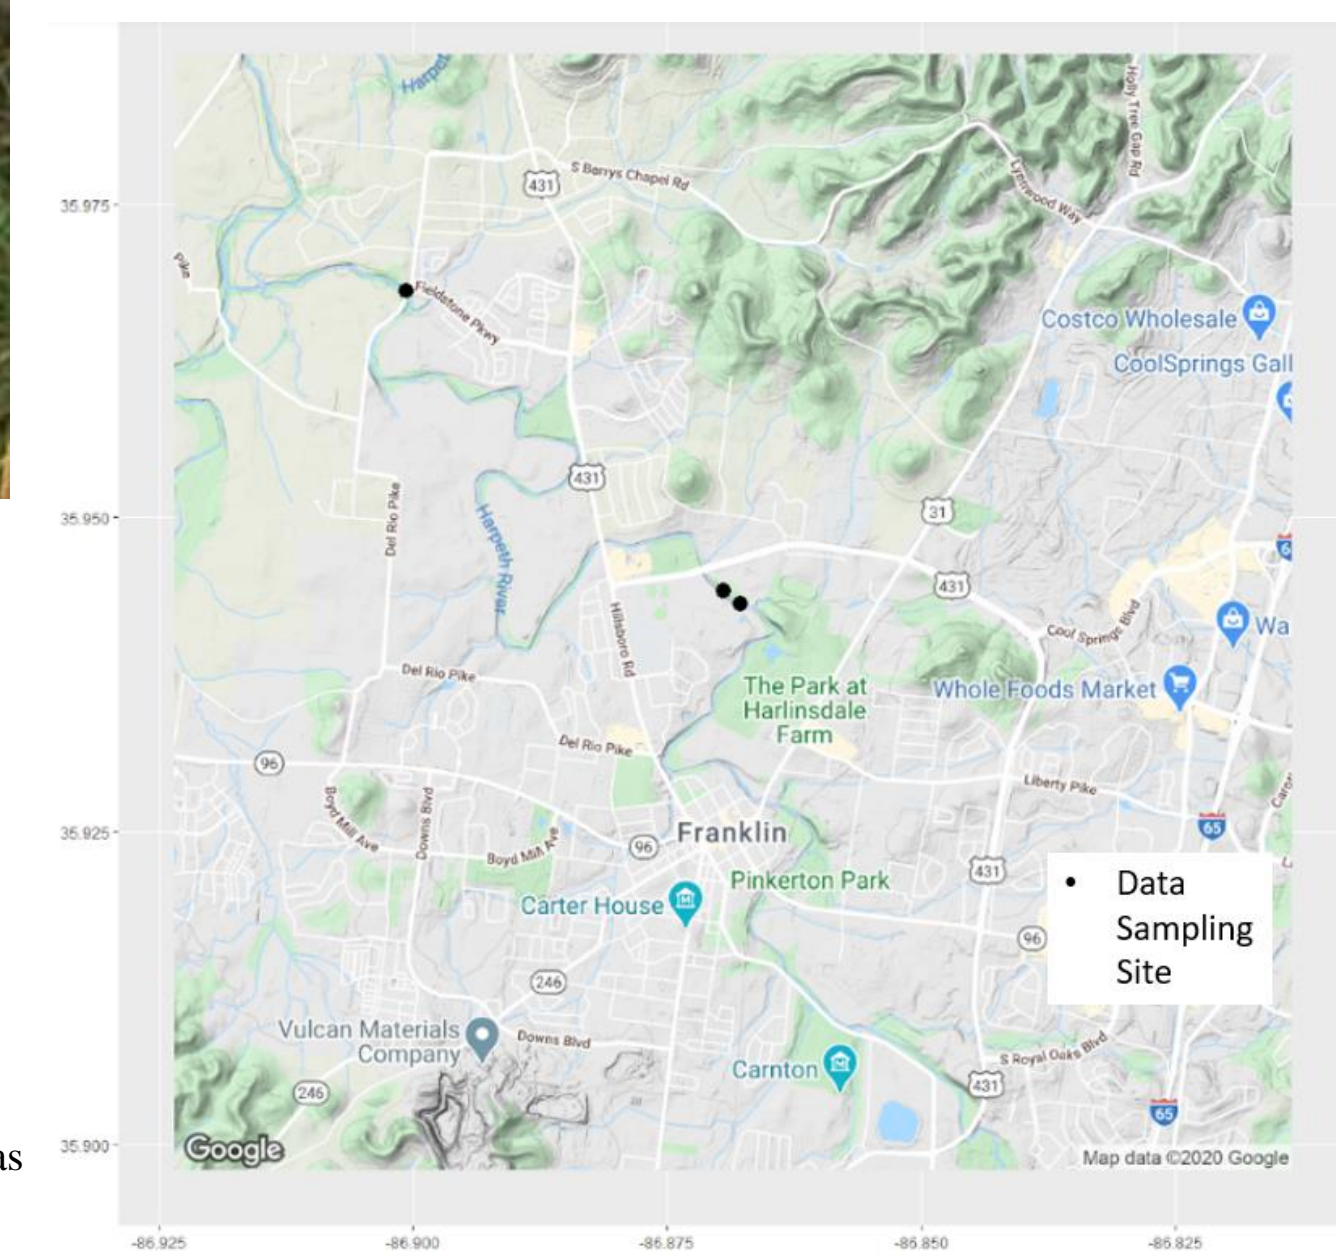 Harpet
Holly Tree Gap Rd
S Berrys Chapel Rd
431
Lynnwood Way
35.975
Pike
Fieldstone Pkwy
Costco Wholesale
CoolSprings Gall
431
31
35.950
Del Rio Pike
Harpeth River
431
Hillsboro Rd
Cool Springs Blvd
Wa
Del Rio Pike
The Park at
Harlinsdale
Farm
Whole Foods Market
Del Rio Pike
96
Liberty Pike
Boyd Mill Ave
Downs Blvd
35.925
Franklin
65
Boyd Mill Ave
96
431
Pinkerton Park
Carter House
Data
Sampling
Site
96
246
Vulcan Materials
Company
Downs Blvd
S Royal Oaks Blvd
Carnton
431
246
65
35.900
as
Google
Map data ©2020 Google
-86.925
-86.900
-86.875
-86.850
-86.825